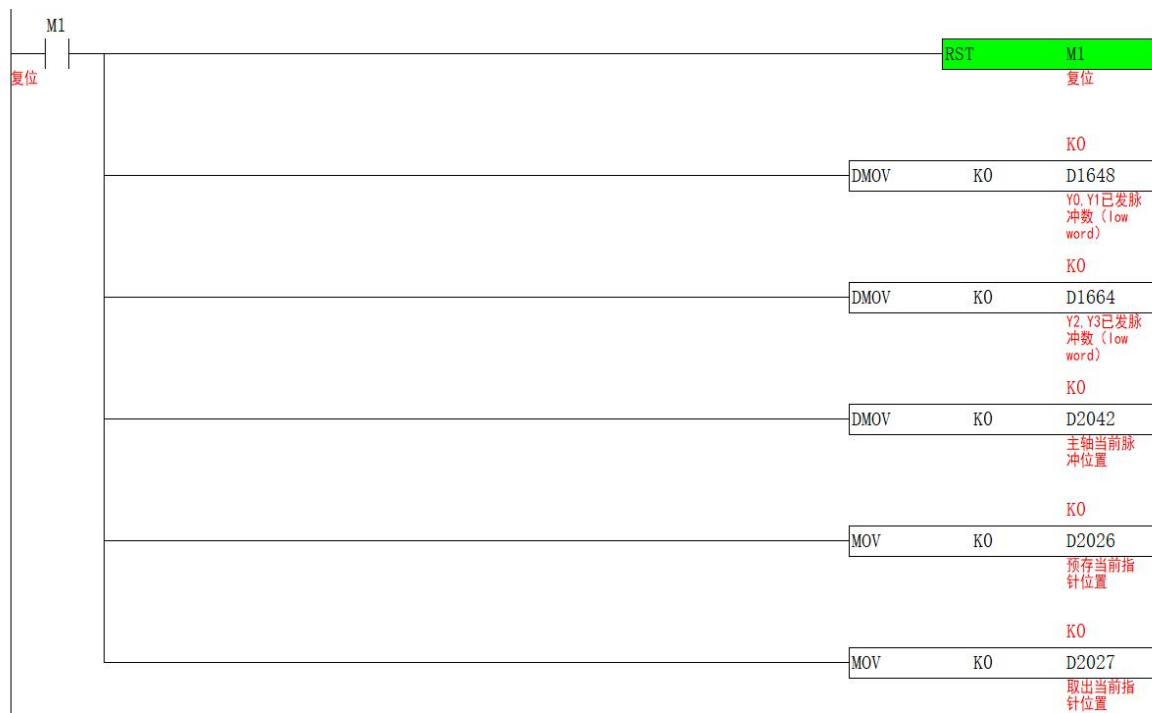 M1
复位
RST M1
复位
K0
DMOV K0 D1648
Y0,Y1已发脉
冲数（low
word）
K0
DMOV K0 D1664
Y2,Y3已发脉
冲数（low
word）
K0
DMOV K0 D2042
主轴当前脉
冲位置
K0
MOV K0 D2026
预存当前指
针位置
K0
MOV K0 D2027
取出当前指
针位置